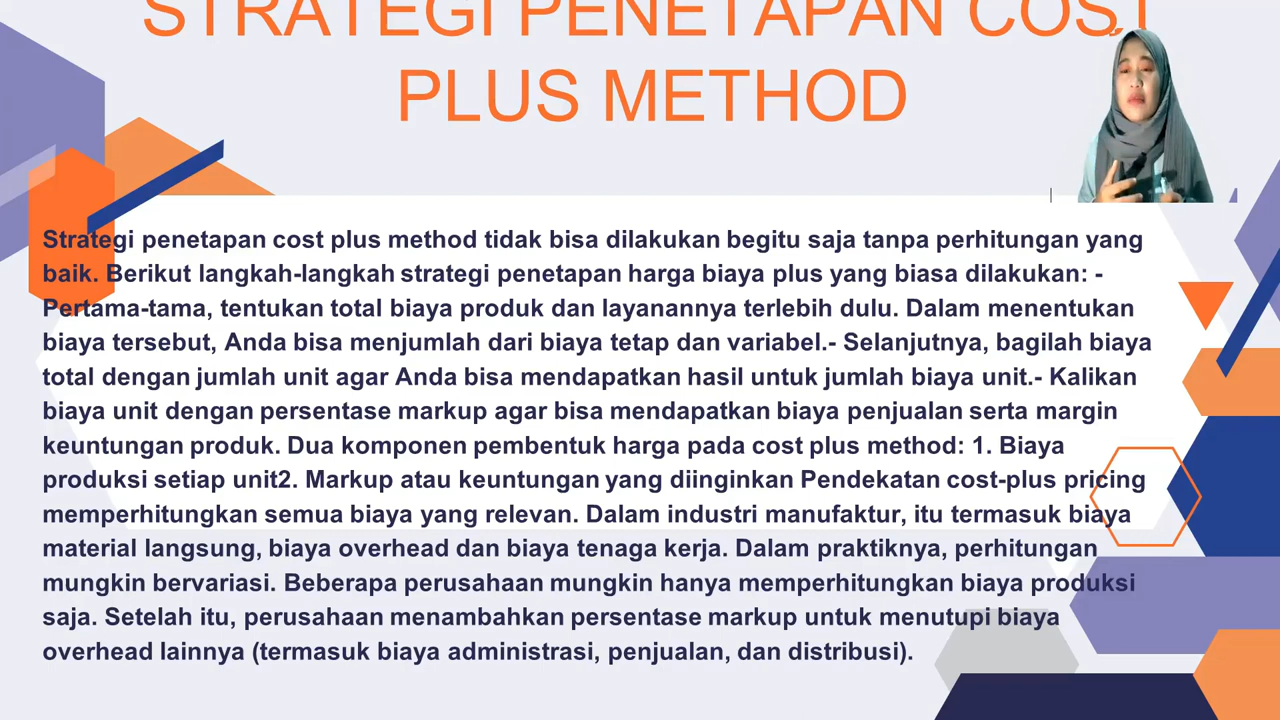 STRATEGI PENETAPAN COST
PLUS METHOD
Strategi penetapan cost plus method tidak bisa dilakukan begitu saja tanpa perhitungan yang
baik. Berikut langkah-langkah strategi penetapan harga biaya plus yang biasa dilakukan: -
Pertama-tama, tentukan total biaya produk dan layanannya terlebih dulu. Dalam menentukan
biaya tersebut, Anda bisa menjumlah dari biaya tetap dan variabel.- Selanjutnya, bagilah biaya
total dengan jumlah unit agar Anda bisa mendapatkan hasil untuk jumlah biaya unit.- Kalikan
biaya unit dengan persentase markup agar bisa mendapatkan biaya penjualan serta margin
keuntungan produk. Dua komponen pembentuk harga pada cost plus method: 1. Biaya
produksi setiap unit2. Markup atau keuntungan yang diinginkan Pendekatan cost-plus pricing
memperhitungkan semua biaya yang relevan. Dalam industri manufaktur, itu termasuk biaya
material langsung, biaya overhead dan biaya tenaga kerja. Dalam praktiknya, perhitungan
mungkin bervariasi. Beberapa perusahaan mungkin hanya memperhitungkan biaya produksi
saja. Setelah itu, perusahaan menambahkan persentase markup untuk menutupi biaya
overhead lainnya (termasuk biaya administrasi, penjualan, dan distribusi).